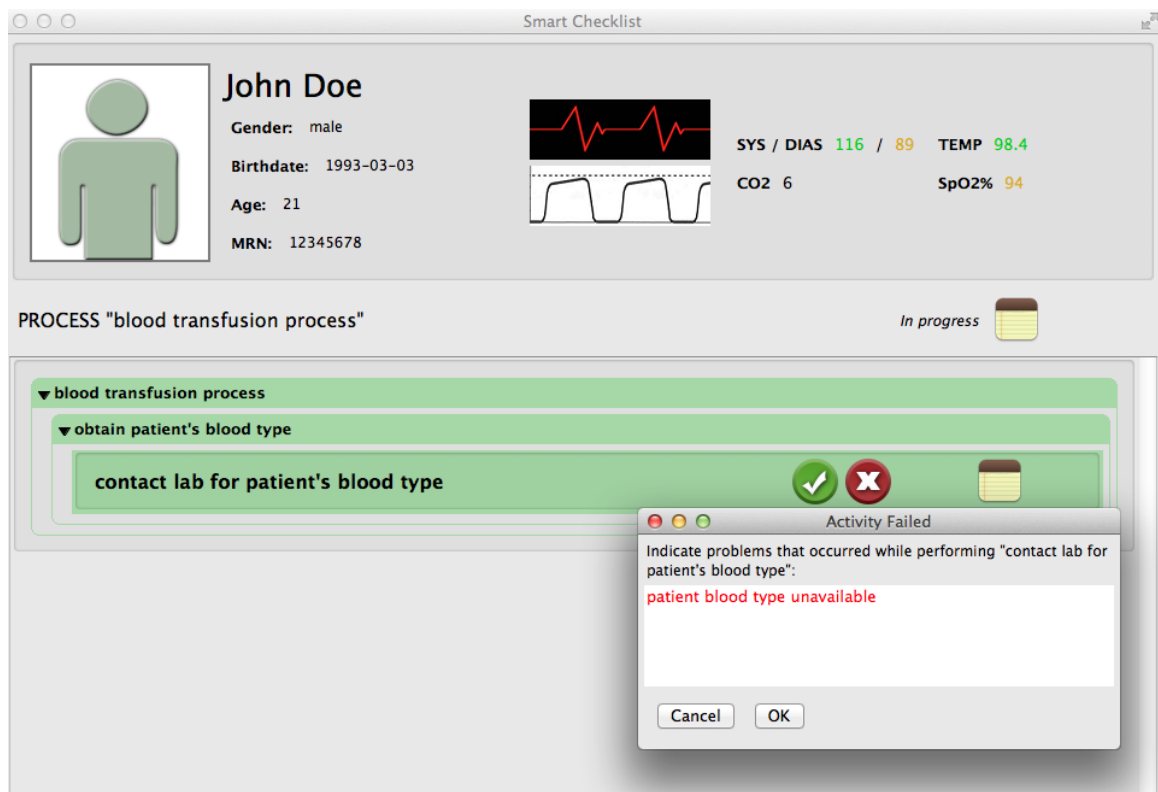 Smart Checklist
John Doe
Gender: male
Birthdate: 1993-03-03
Age: 21
MRN: 12345678
SYS / DIAS 116 / 89 TEMP 98.4
CO2 6 SpO2% 94
PROCESS "blood transfusion process"
In progress
blood transfusion process
obtain patient's blood type
contact lab for patient's blood type
Activity Failed
Indicate problems that occurred while performing "contact lab for
patient's blood type":
patient blood type unavailable
Cancel OK